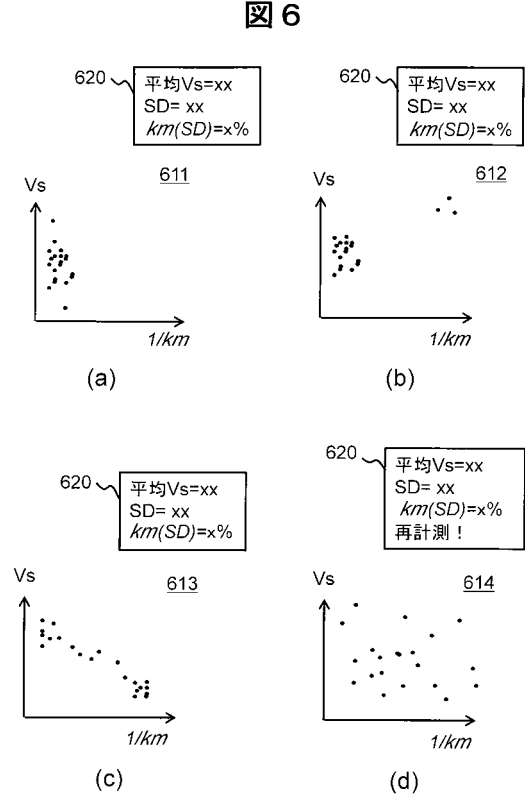 図6
620
平均Vs=xx
SD= xx
km(SD)=x%
611
Vs
1/km
(a)
620
平均Vs=xx
SD= xx
km(SD)=x%
612
Vs
1/km
(b)
620
平均Vs=xx
SD= xx
km(SD)=x%
613
Vs
1/km
(c)
620
平均Vs=xx
SD= xx
km(SD)=x%
再計測！
614
Vs
1/km
(d)